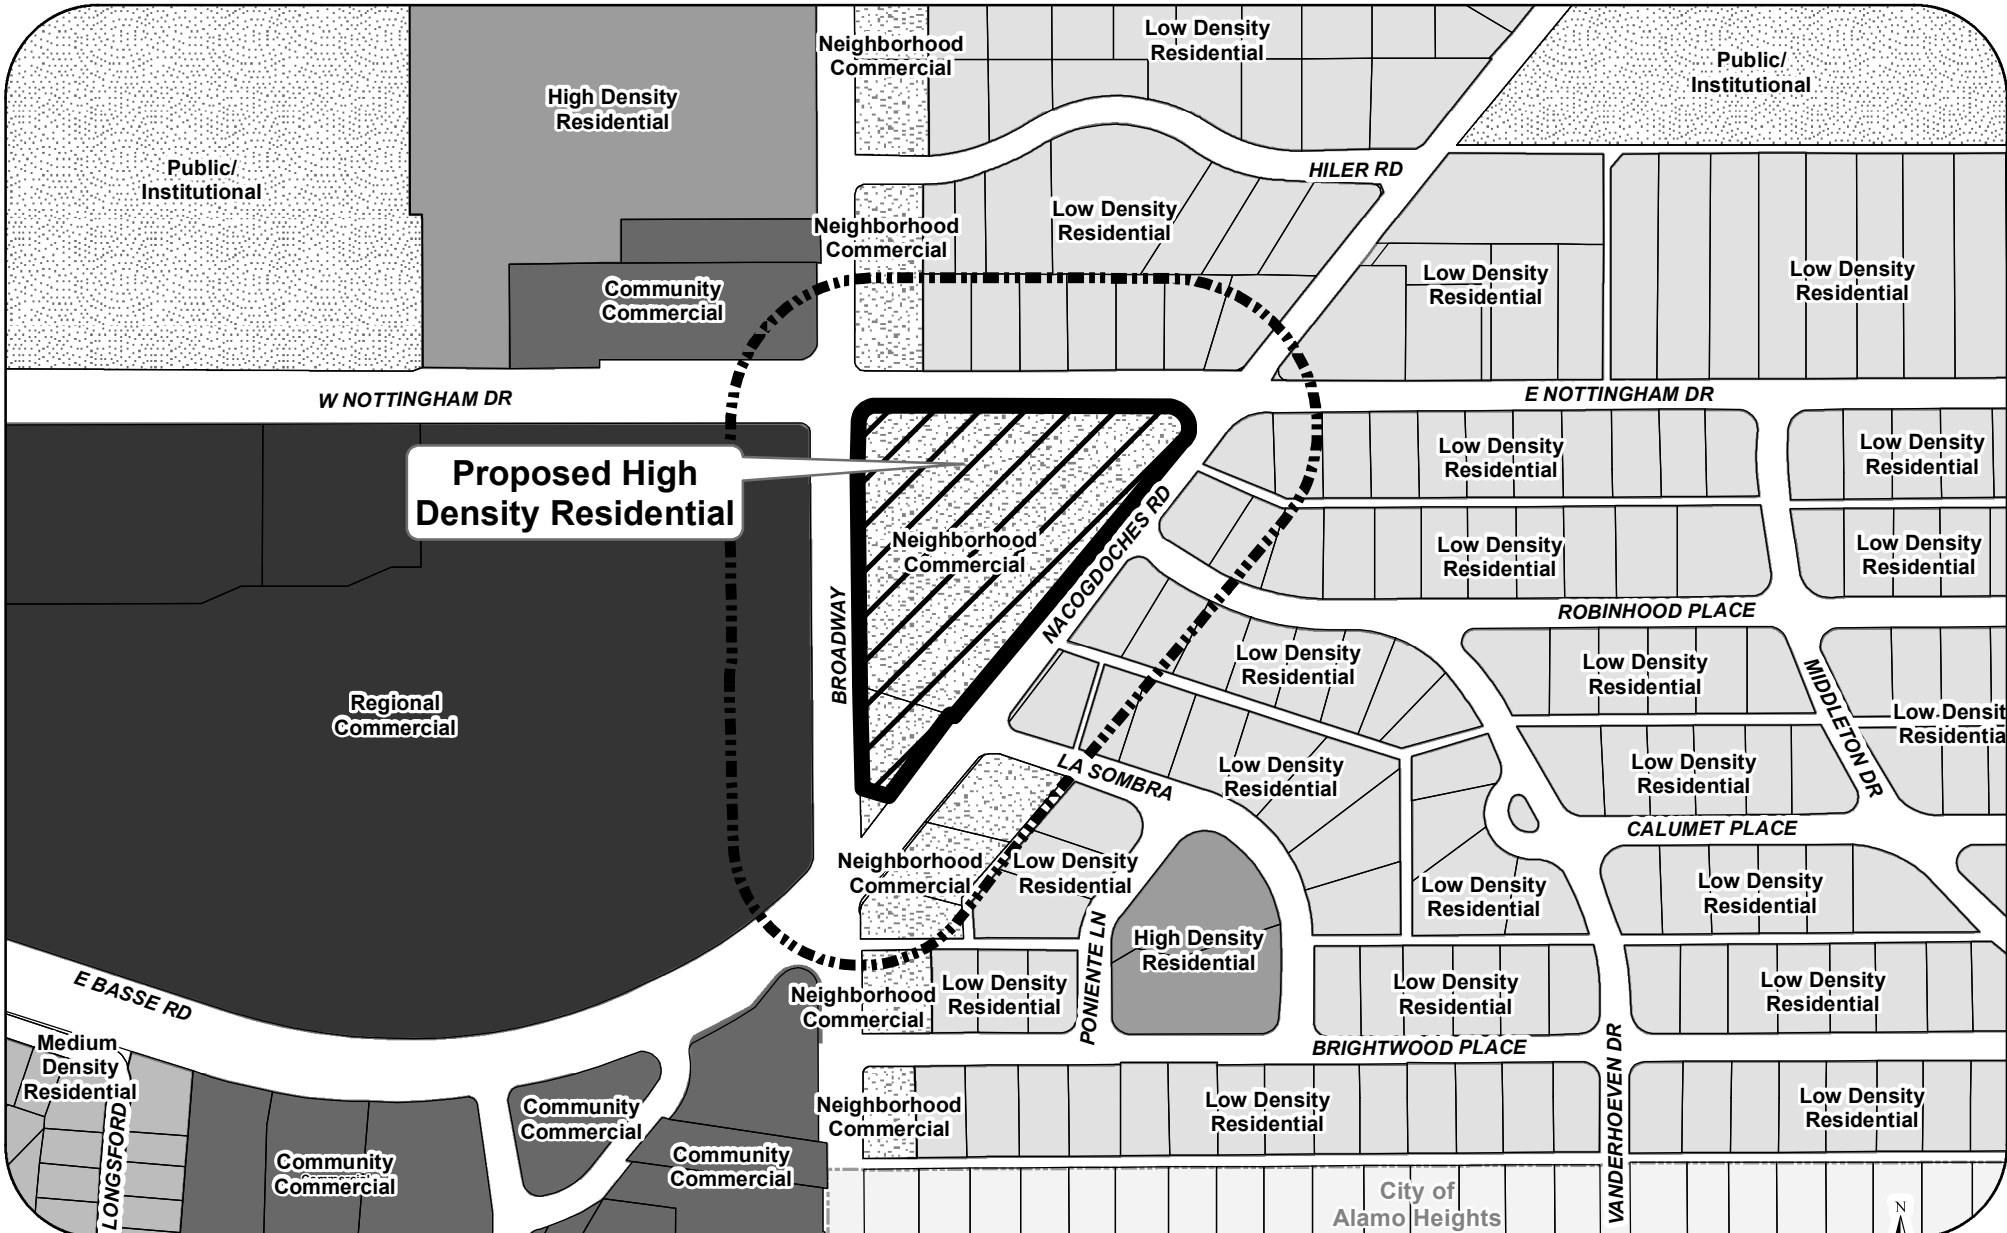 Neighborhood
Commercial
Low Density
Residential
Public/
Institutional
High Density
Residential
Public/
Institutional
HILER RD
Neighborhood
Commercial
Low Density
Residential
Community
Commercial
Low Density
Residential
Low Density
Residential
W NOTTINGHAM DR
E NOTTINGHAM DR
Proposed High
Density Residential
Low Density
Residential
Low Density
Residential
Neighborhood
Commercial
NACOGDOCHES RD
Low Density
Residential
Low Density
Residential
BROADWAY
ROBINHOOD PLACE
Regional
Commercial
Low Density
Residential
Low Density
Residential
MIDDLETON DR
Low Densit
Residentia
LA SOMBRA
Low Density
Residential
Low Density
Residential
CALUMET PLACE
Neighborhood
Commercial
Low Density
Residential
Low Density
Residential
Low Density
Residential
PONIENTE LN
High Density
Residential
E BASSE RD
Neighborhood
Commercial
Low Density
Residential
Low Density
Residential
Low Density
Residential
BRIGHTWOOD PLACE
VANDERHOEVEN DR
Medium
Density
Residential
LONGSFORD
Community
Commercial
Neighborhood
Commercial
Low Density
Residential
Low Density
Residential
Community
Commercial
Community
Commercial
City of
Alamo Heights
N